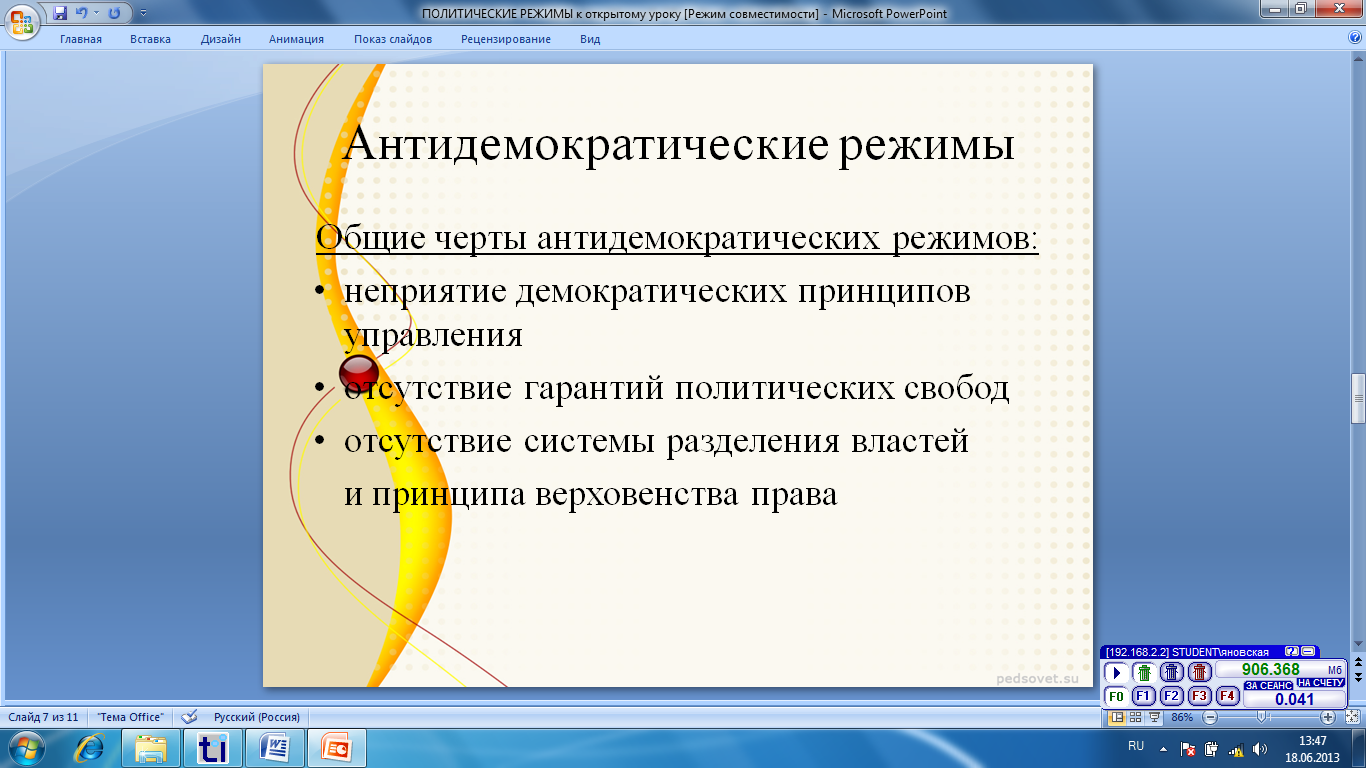 ПОЛИТИЧЕСКИЕ РЕЖИМЫ к открытому уроку [Режим совместимости] - Microsoft PowerPoint
Главная Вставка Дизайн Анимация Показ слайдов Рецензирование Вид
Антидемократические режимы
Общие черты антидемократических режимов:
• неприятие демократических принципов
управления
• отсутствие гарантий политических свобод
• отсутствие системы разделения властей
и принципа верховенства права
pedsovet.su
[192.168.2.2] STUDENT\яновская
906.368 Мб
ЗА СЕАНС НА СЧЕТУ
F0 F1 F2 F3 F4 0.041
Слайд 7 из 11 "Тема Office" Русский (Россия) 86%
RU 13:47
18.06.2013